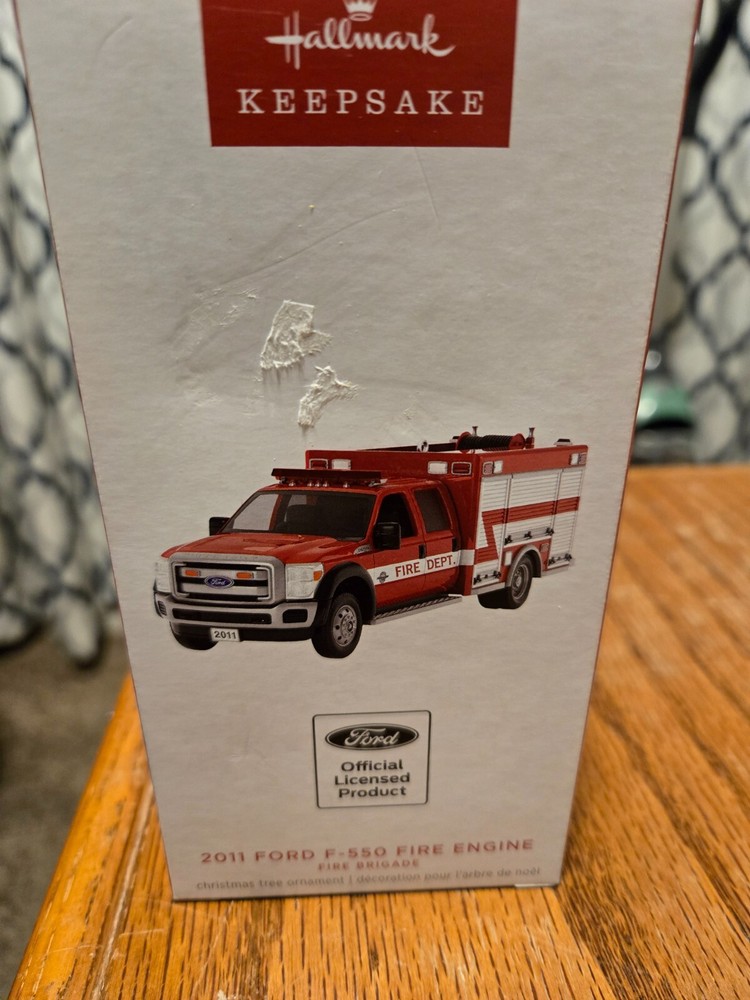 Hallmark
KEEPSAKE
FIRE DEPT.
Ford
2011
Ford
Official
Licensed
Product
2011 FORD F-550 FIRE ENGINE
FIRE BRIGADE
christmas tree ornament | décoration pour l'arbre de noël